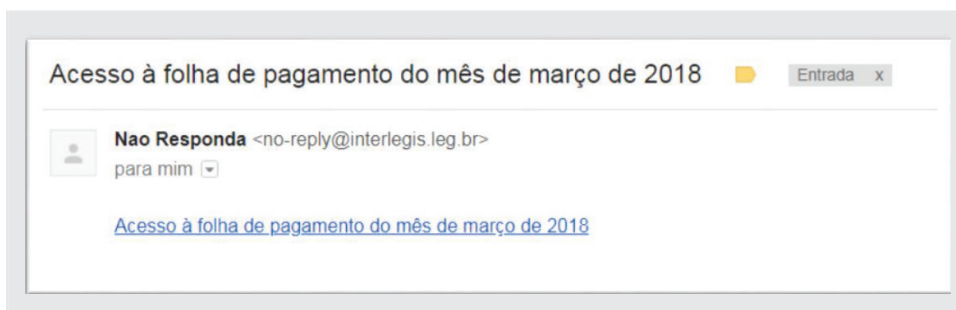 Acesso à folha de pagamento do mês de março de 2018 Entrada x
Nao Responda <no-reply@interlegis.leg.br>
para mim
Acesso à folha de pagamento do mês de março de 2018